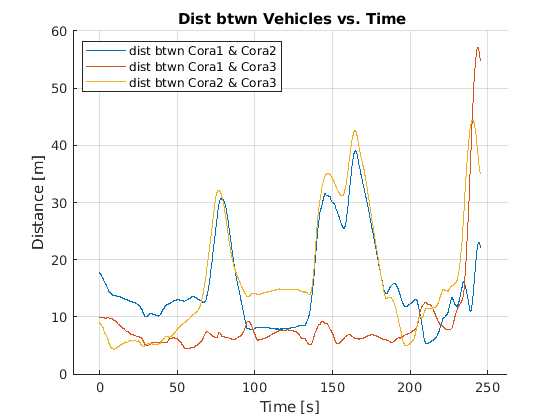 Dist btwn Vehicles vs. Time
60
50
40
30
20
10
0
Distance [m]
dist btwn Cora1 & Cora2
dist btwn Cora1 & Cora3
dist btwn Cora2 & Cora3
0 50 100 150 200 250
Time [s]